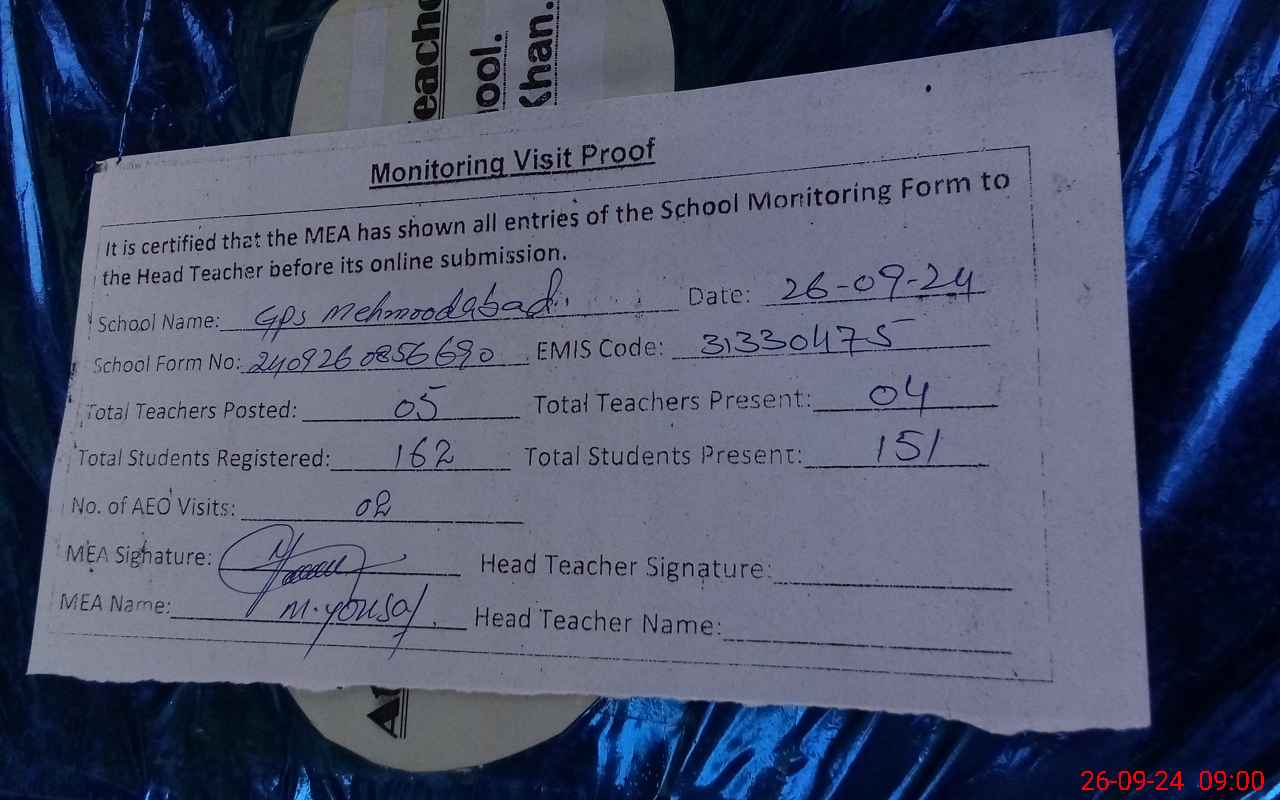 eache
ool.
Khan.
Monitoring Visit Proof
It is certified that the MEA has shown all entries of the School Monitoring Form to
the Head Teacher before its online submission.
School Name: GPS Mehmoodabad. Date: 26-09-24
School Form No: 240926 0856690 EMIS Code: 31330475
Total Teachers Posted: 05 Total Teachers Present: 04
Total Students Registered: 162 Total Students Present: 151
No. of AEO Visits: 02
MEA Signature: Head Teacher Signature:
MEA Name: M. Yousaf. Head Teacher Name:
26-09-24 09:00